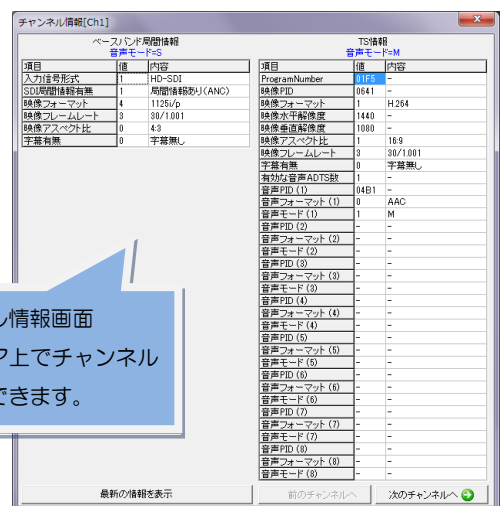 チャンネル情報[Ch1]
ベースバンド局間情報
音声モード=S
項目 値 内容
入力信号形式 1 HD-SDI
SDI局間情報有無 1 局間情報あり(ANC)
映像フォーマット 4 1125i/p
映像フレームレート 3 30/1.001
映像アスペクト比 0 4:3
字幕有無 0 字幕無し
TS情報
音声モード=M
項目 値 内容
ProgramNumber 01F5
映像PID 0641 -
映像フォーマット 1 H.264
映像水平解像度 1440 -
映像垂直解像度 1080 -
映像アスペクト比 1 16:9
映像フレームレート 3 30/1.001
字幕有無 0 字幕無し
有効な音声ADTS数 1 -
音声PID (1) 04B1 -
音声フォーマット (1) 0 AAC
音声モード (1) 1 M
音声PID (2) - -
音声フォーマット (2) - -
音声モード (2) - -
音声PID (3) - -
音声フォーマット (3) - -
音声モード (3) - -
音声PID (4) - -
音声フォーマット (4) - -
音声モード (4) - -
音声PID (5) - -
音声フォーマット (5) - -
音声モード (5) - -
音声PID (6) - -
音声フォーマット (6) - -
音声モード (6) - -
音声PID (7) - -
音声フォーマット (7) - -
音声モード (7) - -
音声PID (8) - -
音声フォーマット (8) - -
音声モード (8) - -
ル情報画面
ア上でチャンネル
できます。
最新の情報を表示
前のチャンネルへ
次のチャンネルへ